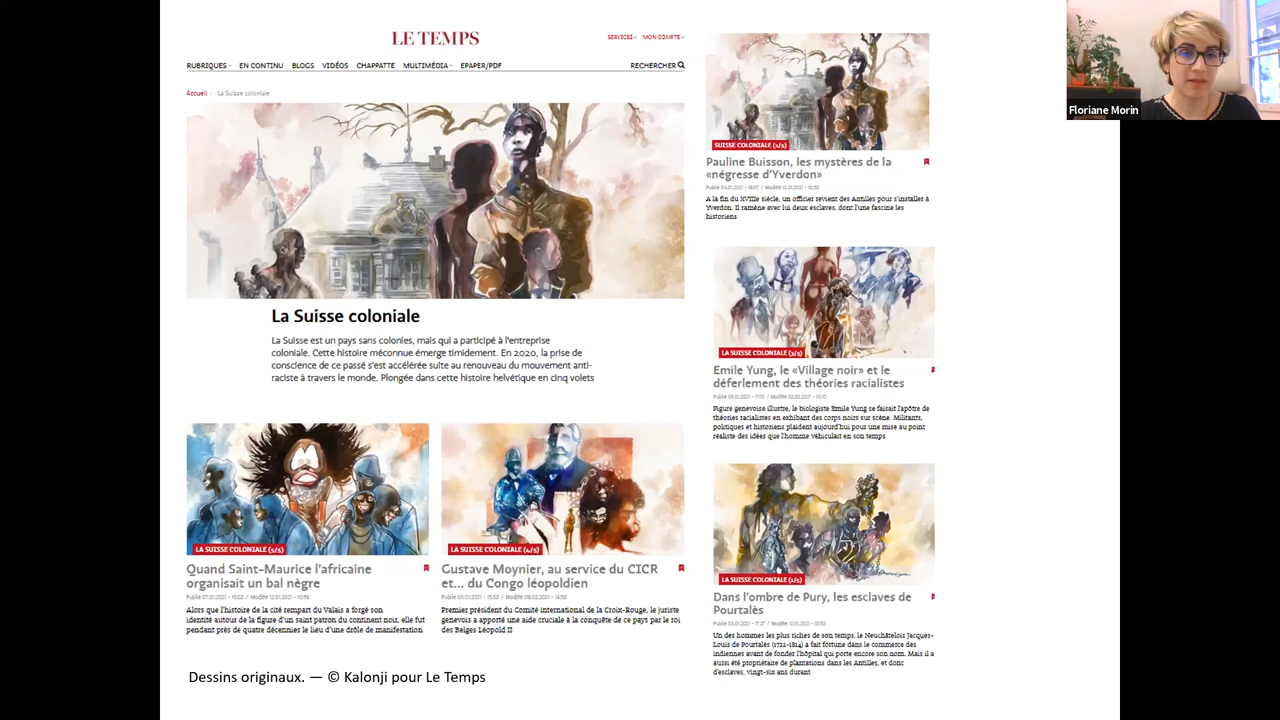 LE TEMPS
SERVICES
MON COMPTE
RUBRIQUES
EN CONTINU
BLOGS
VIDÉOS
CHAPPATTE
MULTIMÉDIA
EPAPER/PDF
RECHERCHER
Accueil
La Suisse coloniale
La Suisse coloniale
La Suisse est un pays sans colonies, mais qui a participé à l'entreprise
coloniale. Cette histoire méconnue émerge timidement. En 2020, la prise de
conscience de ce passé s'est accélérée suite au renouveau du mouvement anti-
raciste à travers le monde. Plongée dans cette histoire helvétique en cinq volets
LA SUISSE COLONIALE (5/5)
Quand Saint-Maurice l'africaine
organisait un bal nègre
Publié 07.01.2021 - 15:03 / Modifié 12.01.2021 -
Alors que l'histoire de la cité rempart du Valais a forgé son
identité autour de la figure d'un saint patron du continent noir, elle fut
pendant près de quatre décennies le lieu d'une drôle de manifestation
LA SUISSE COLONIALE (4/5)
Gustave Moynier, au service du CICR
et... du Congo léopoldien
Publié 06.01.2021 - 15:33 / Modifié 08.02.2021 - 14:50
Premier président du Comité international de la Croix-Rouge, le juriste
genevois a apporté une aide cruciale à la conquête de ce pays par le roi
des Belges Léopold II
Dessins originaux. — © Kalonji pour Le Temps
SUISSE COLONIALE (2/5)
Pauline Buisson, les mystères de la
«négresse d'Yverdon»
Publié 04.01.2021 - / Modifié 12.01.2021 -
A la fin du XVIIIe siècle, un officier revient des Antilles pour s'installer à
Yverdon. Il ramène avec lui deux esclaves, dont l'une fascine les
historiens
LA SUISSE COLONIALE (3/5)
Emile Yung, le «Village noir» et le
déferlement des théories racialistes
Publié 05.01.2021 - / Modifié 02.02.2021 -
Figure genevoise illustre, le biologiste Emile Yung se faisait l'apôtre de
théories racialistes en exhibant des corps noirs sur scène. Militants,
politiques et historiens plaident aujourd'hui pour une mise au point
réaliste des idées que l'homme véhiculait en son temps
LA SUISSE COLONIALE (1/5)
Dans l'ombre de Pury, les esclaves de
Pourtalès
Publié 03.01.2021 - / Modifié 12.01.2021 -
Un des hommes les plus riches de son temps, le Neuchâtelois Jacques-
Louis de Pourtalès (1722-1814) a fait fortune dans le commerce des
indiennes avant de fonder l'hôpital qui porte encore son nom. Mais il a
aussi été propriétaire de plantations dans les Antilles, et donc
d'esclaves, vingt-six ans durant
Floriane Morin